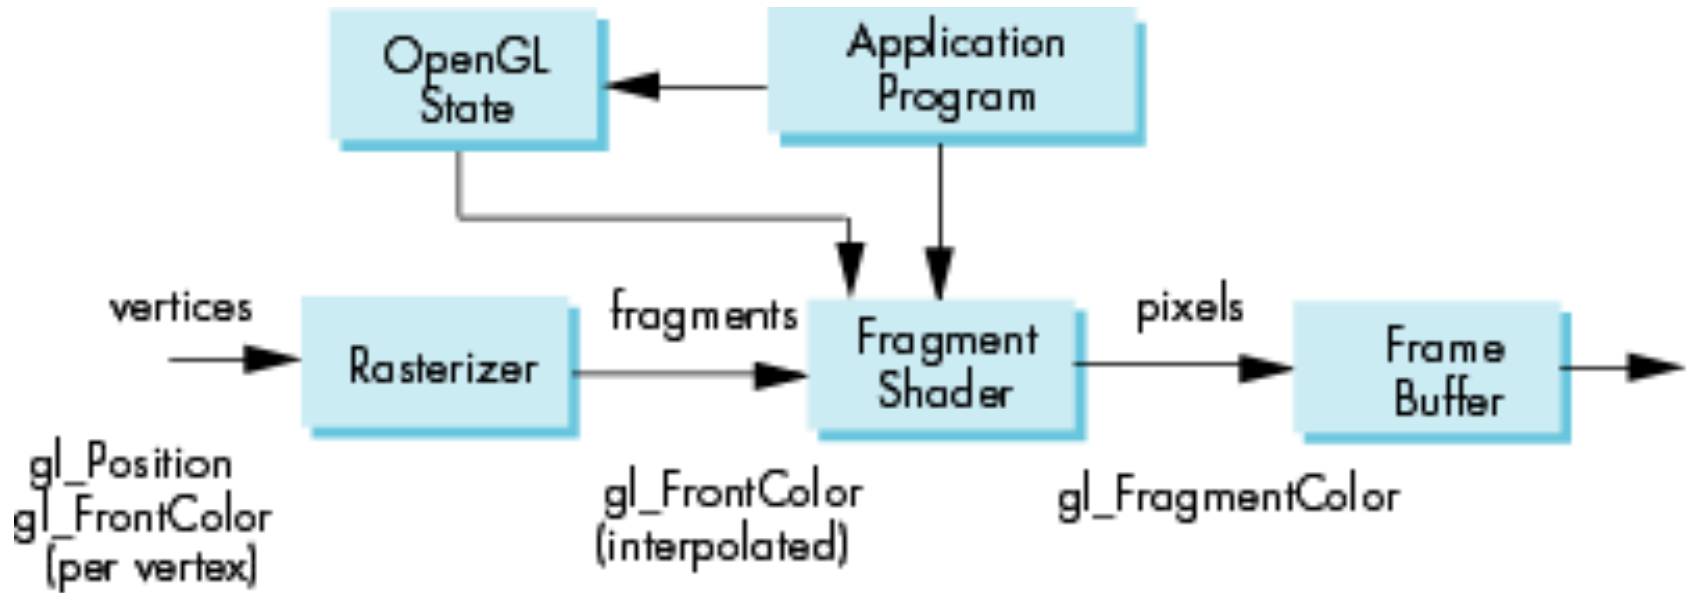 OpenGL
State
Application
Program
vertices
Rasterizer
fragments
Fragment
Shader
pixels
Frame
Buffer
gl_Position
gl_FrontColor
(per vertex)
gl_FrontColor
(interpolated)
gl_FragmentColor